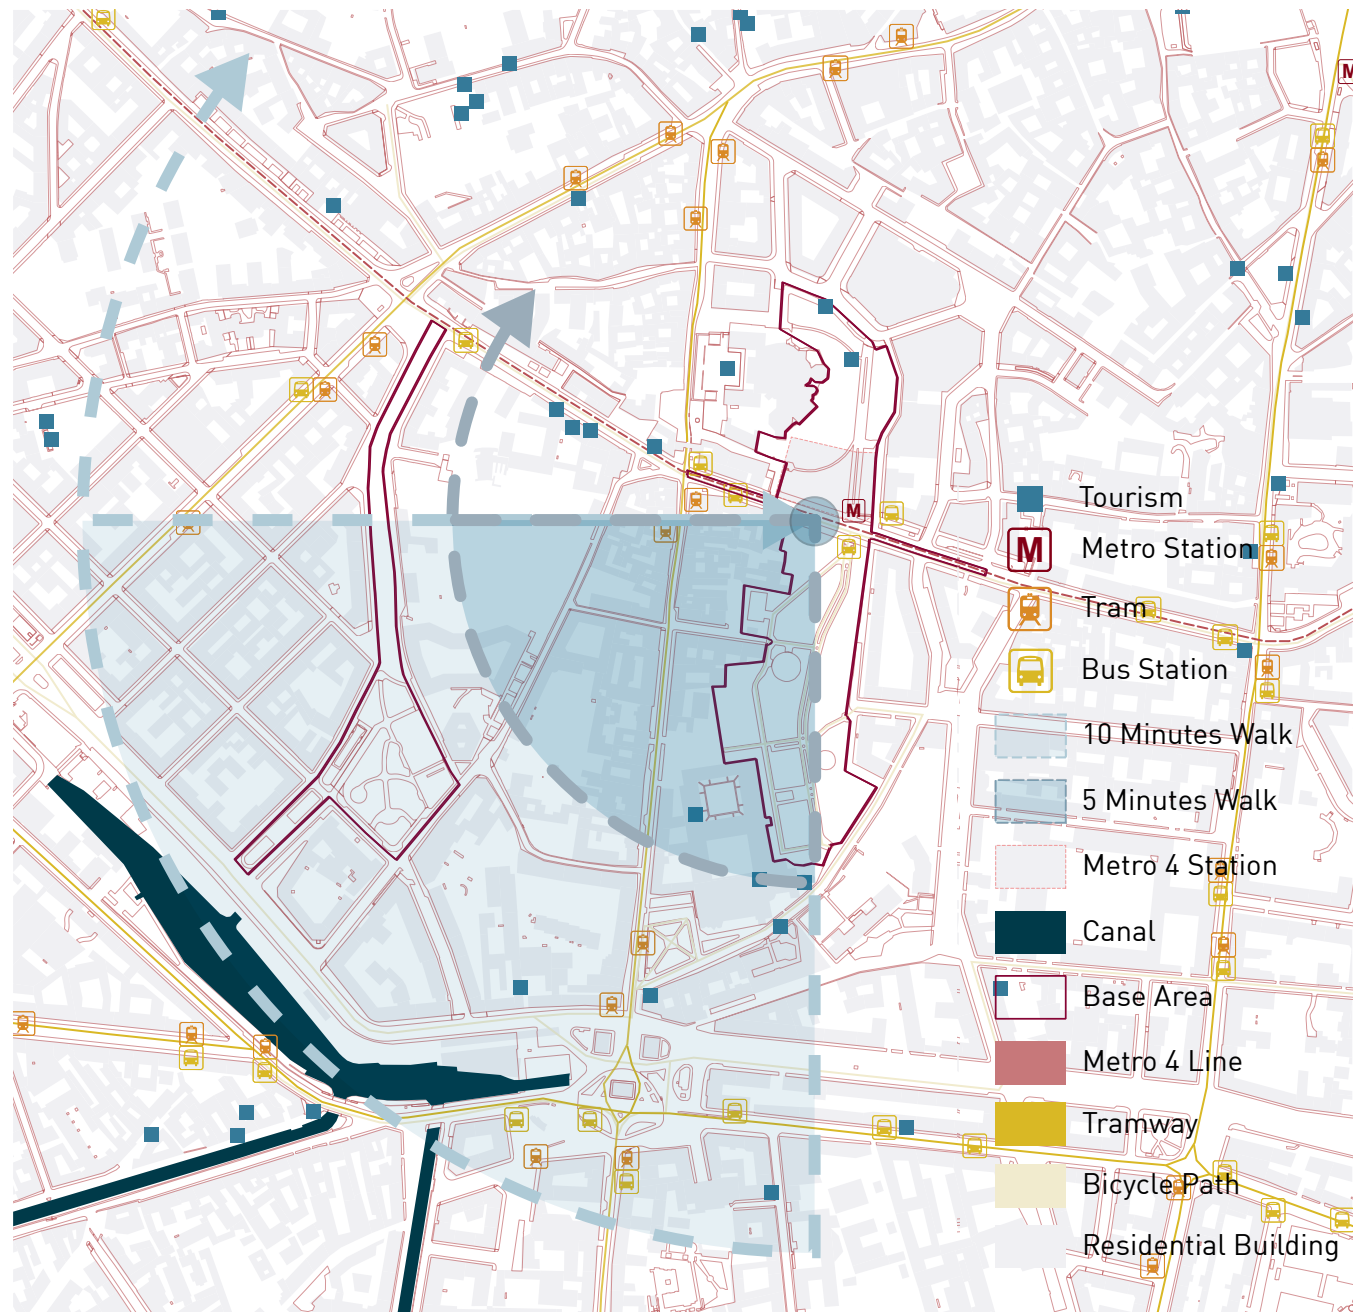 M
M
Tourism
M
Metro Station
Tram
Bus Station
10 Minutes Walk
5 Minutes Walk
Metro 4 Station
Canal
Base Area
Metro 4 Line
Tramway
Bicycle Path
Residential Building